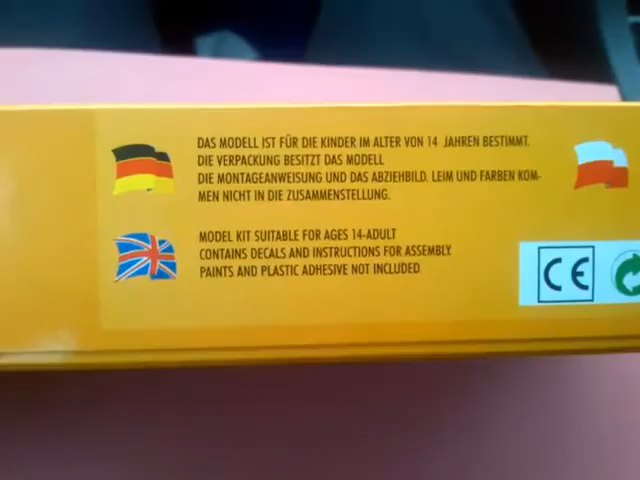 DAS MODELL IST FÜR DIE KINDER IM ALTER VON 14 JAHREN BESTIMMT.
DIE VERPACKUNG BESITZT DAS MODELL
DIE MONTAGEANWEISUNG UND DAS ABZIEHBILD. LEIM UND FARBEN KOM-
MEN NICHT IN DIE ZUSAMMENSTELLUNG.
MODEL KIT SUITABLE FOR AGES 14-ADULT
CONTAINS DECALS AND INSTRUCTIONS FOR ASSEMBLY.
PAINTS AND PLASTIC ADHESIVE NOT INCLUDED
CE